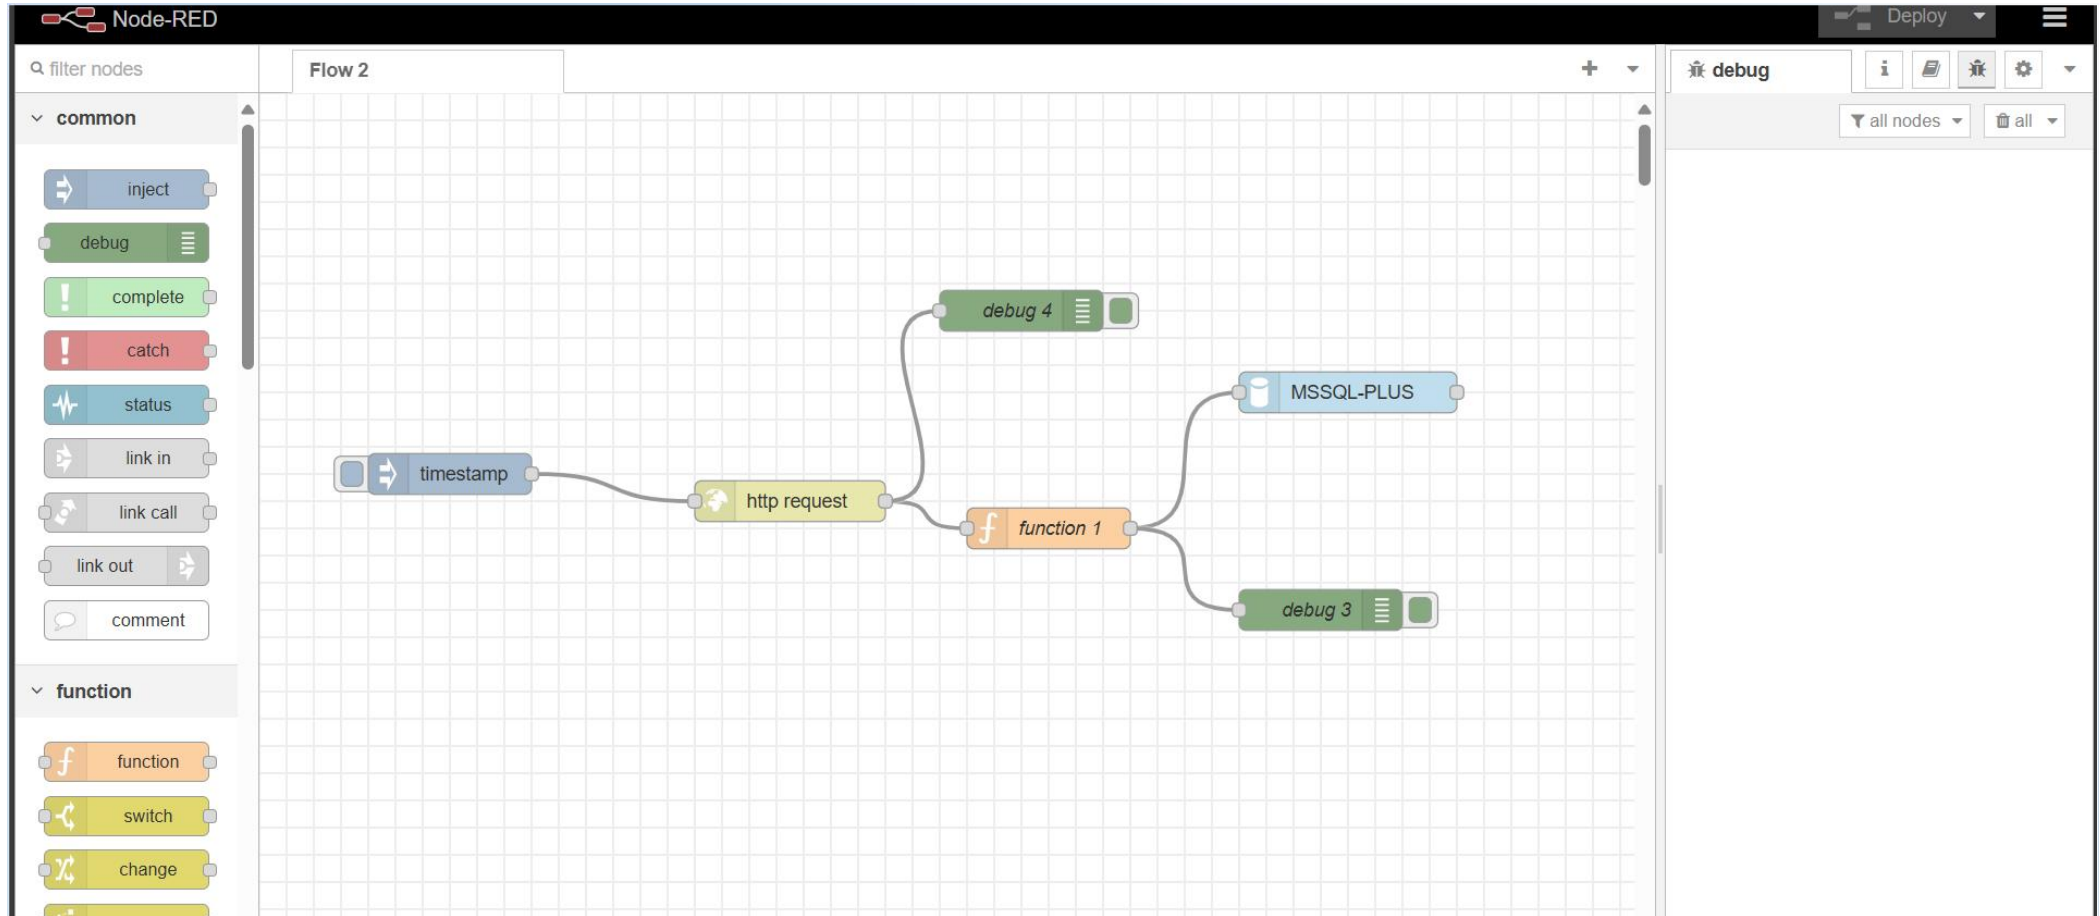 Node-RED
Deploy
filter nodes
Flow 2
debug
i
all nodes
all
common
inject
debug
complete
catch
status
link in
link call
link out
comment
function
function
switch
change
timestamp
http request
debug 4
function 1
MSSQL-PLUS
debug 3